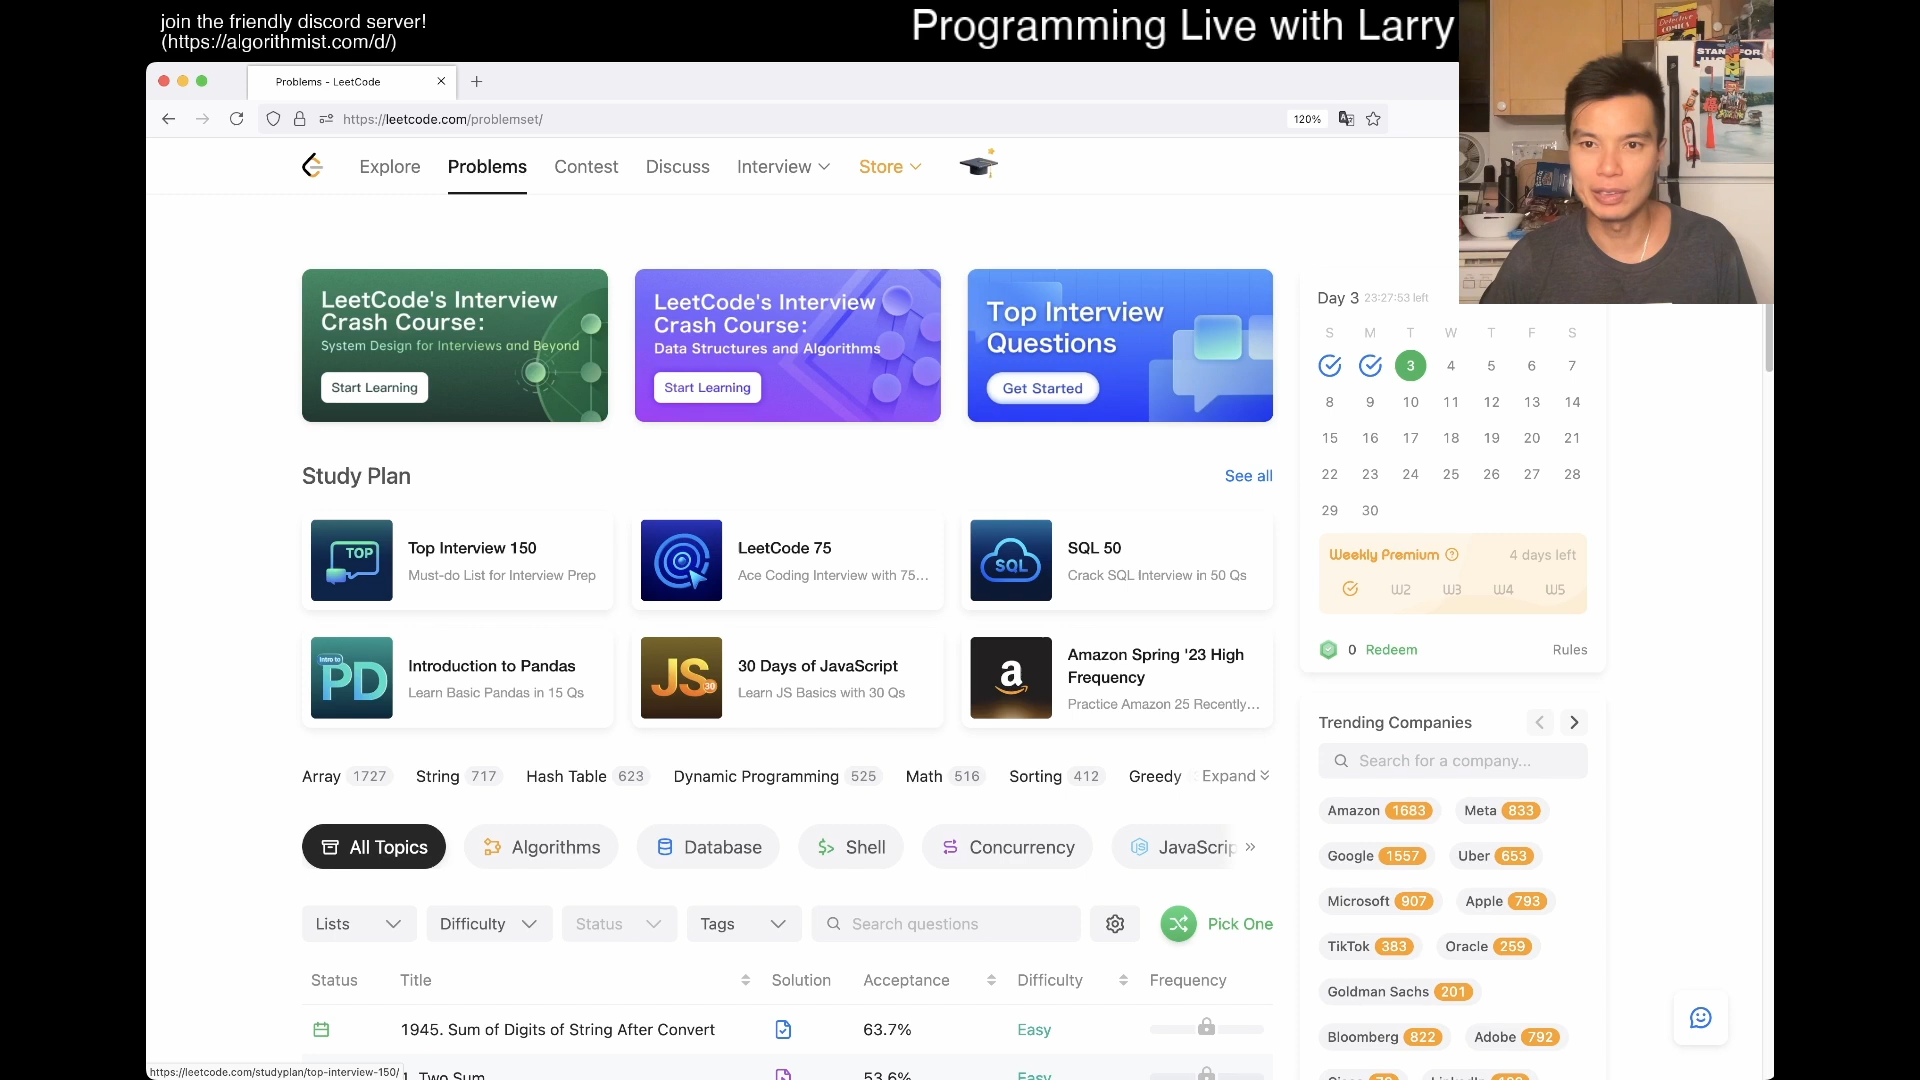 join the friendly discord server!
(https://algorithmist.com/d/)
Programming Live with Larry
Problems - LeetCode
https://leetcode.com/problemset/
120%
Explore
Problems
Contest
Discuss
Interview
Store
LeetCode's Interview
Crash Course:
System Design for Interviews and Beyond
Start Learning
LeetCode's Interview
Crash Course:
Data Structures and Algorithms
Start Learning
Top Interview
Questions
Get Started
Day 3 23:27:53 left
S M T W T F S
3 4 5 6 7
8 9 10 11 12 13 14
15 16 17 18 19 20 21
22 23 24 25 26 27 28
29 30
Weekly Premium 4 days left
W2 W3 W4 W5
0 Redeem Rules
Study Plan
See all
TOP
Top Interview 150
Must-do List for Interview Prep
LeetCode 75
Ace Coding Interview with 75...
SQL
SQL 50
Crack SQL Interview in 50 Qs
Intro to
PD
Introduction to Pandas
Learn Basic Pandas in 15 Qs
JS 30
30 Days of JavaScript
Learn JS Basics with 30 Qs
a
Amazon Spring '23 High
Frequency
Practice Amazon 25 Recently...
Array 1727 String 717 Hash Table 623 Dynamic Programming 525 Math 516 Sorting 412 Greedy Expand
All Topics
Algorithms
Database
Shell
Concurrency
JavaScrip
Lists
Difficulty
Status
Tags
Search questions
Pick One
Status Title Solution Acceptance Difficulty Frequency
1945. Sum of Digits of String After Convert 63.7% Easy
1. Two Sum 53.6% Easy
Trending Companies
Search for a company...
Amazon 1683 Meta 833
Google 1557 Uber 653
Microsoft 907 Apple 793
TikTok 383 Oracle 259
Goldman Sachs 201
Bloomberg 822 Adobe 792
https://leetcode.com/studyplan/top-interview-150/